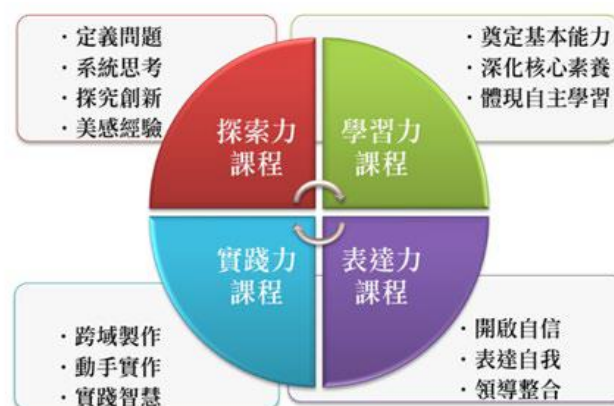 ・定義問題
・系統思考
・探究創新
・美感經驗
探索力
課程
・奠定基本能力
・深化核心素養
・體現自主學習
學習力
課程
實踐力
課程
・跨域製作
・動手實作
・實踐智慧
表達力
課程
・開啟自信
・表達自我
・領導整合